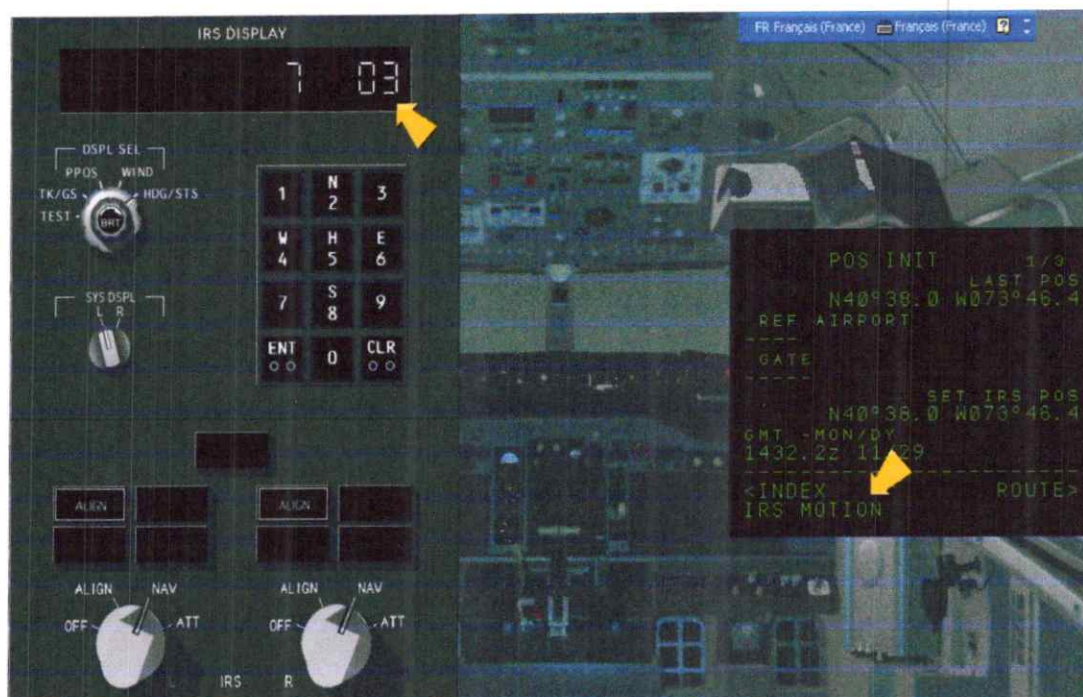 IRS DISPLAY
7 03
DSPL SEL
PPOS WIND
TK/GS HDG/STS
TEST
BRT
SYS DSPL
L R
1 N 2 3
W 4 H 5 E 6
7 S 8 9
ENT 0 CLR
ALIGN
ALIGN
ALIGN NAV
OFF ATT
ALIGN NAV
OFF ATT
L IRS R
FR Français (France) Français (France)
POS INIT 1/3
LAST POS
N40°38.0 W073°46.4
REF AIRPORT
----
GATE
-----
SET IRS POS
N40°38.0 W073°46.4
GMT -MON/DY
1432.2z 11/29
------------------------
<INDEX ROUTE>
IRS MOTION